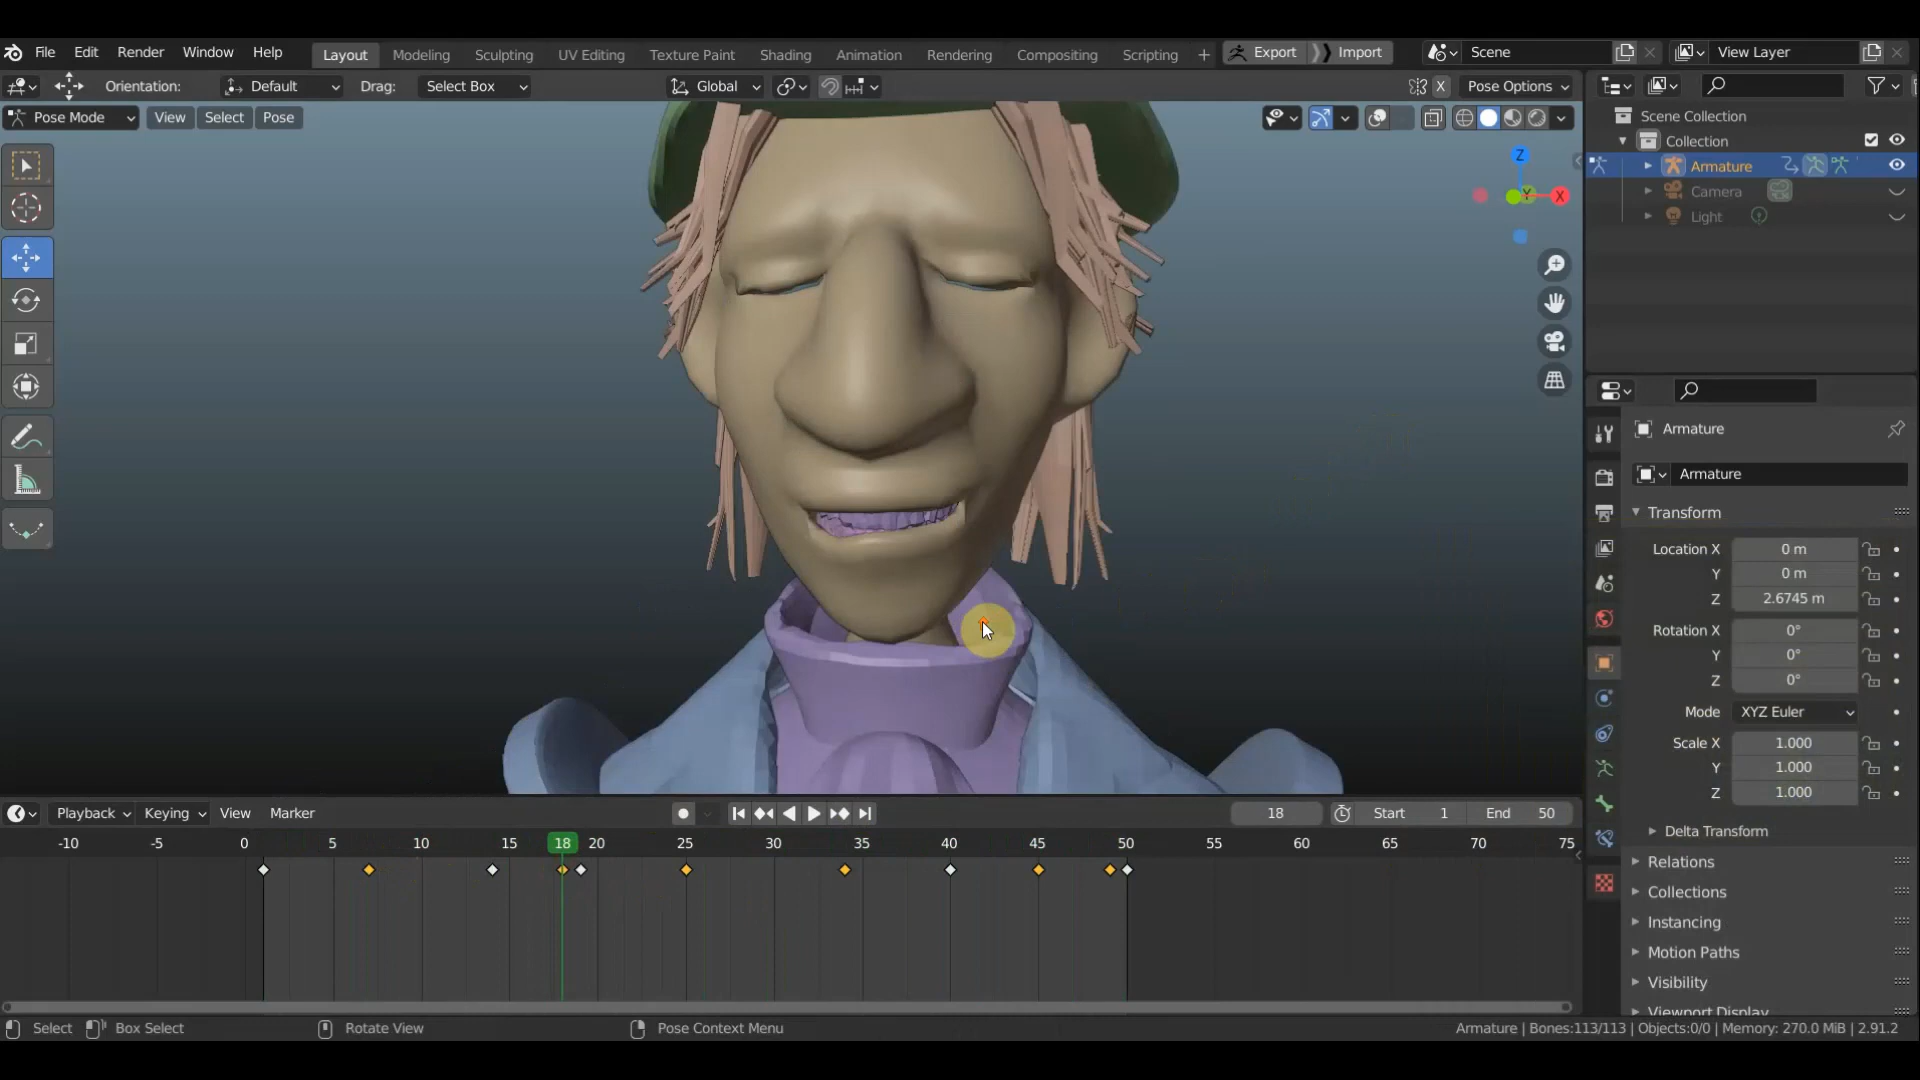 File Edit Render Window Help Layout Modeling Sculpting UV Editing Texture Paint Shading Animation Rendering Compositing Scripting + Export Import Scene View Layer
Orientation: Default Drag: Select Box Global X Pose Options
Pose Mode View Select Pose
Scene Collection
Collection
Armature
Camera
Light
Z
Y
X
Armature
Armature
Transform
Location X 0 m
Y 0 m
Z 2.6745 m
Rotation X 0°
Y 0°
Z 0°
Mode XYZ Euler
Scale X 1.000
Y 1.000
Z 1.000
Delta Transform
Relations
Collections
Instancing
Motion Paths
Visibility
Viewport Display
Playback Keying View Marker 18 Start 1 End 50
-10 -5 0 5 10 15 18 20 25 30 35 40 45 50 55 60 65 70 75
Select Box Select Rotate View Pose Context Menu Armature | Bones:113/113 | Objects:0/0 | Memory: 270.0 MiB | 2.91.2